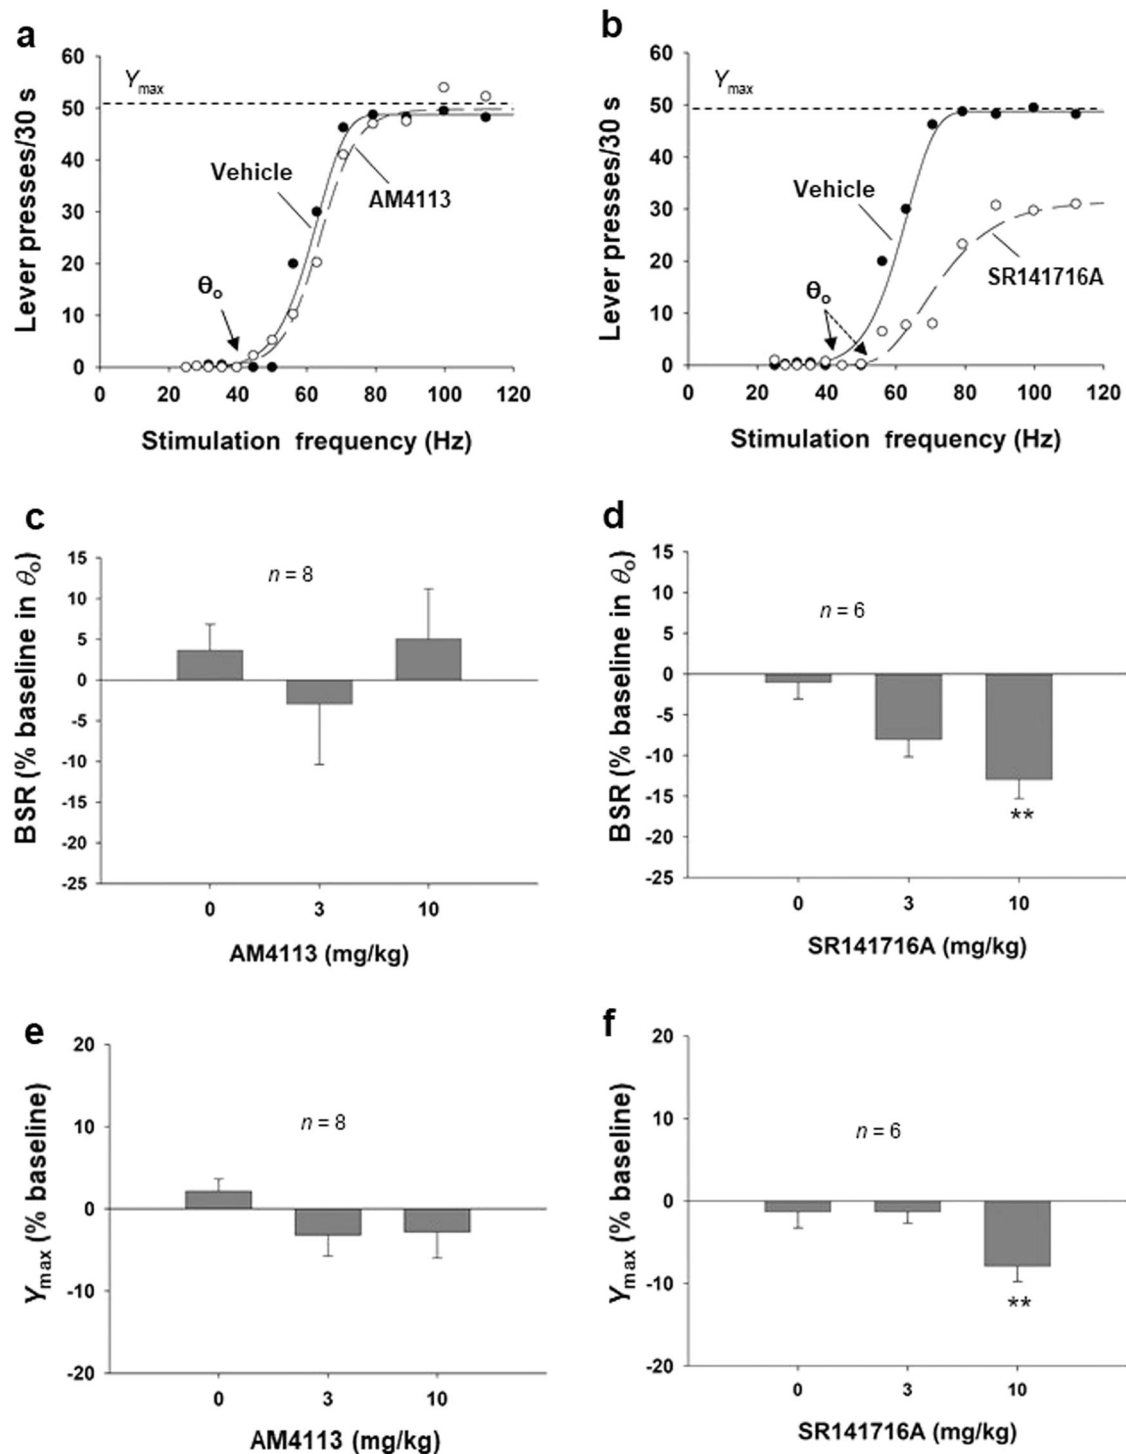 a
60
50
40
30
20
10
0
Lever presses/30 s
Ymax
Vehicle
AM4113
θo
0 20 40 60 80 100 120
Stimulation frequency (Hz)
b
60
50
40
30
20
10
0
Lever presses/30 s
Ymax
Vehicle
SR141716A
θo
0 20 40 60 80 100 120
Stimulation frequency (Hz)
c
15
10
5
0
-5
-10
-15
-20
-25
BSR (% baseline in θo)
n = 8
0 3 10
AM4113 (mg/kg)
d
15
10
5
0
-5
-10
-15
-20
-25
BSR (% baseline in θo)
n = 6
**
0 3 10
SR141716A (mg/kg)
e
20
10
0
-10
-20
Ymax (% baseline)
n = 8
0 3 10
AM4113 (mg/kg)
f
20
10
0
-10
-20
Ymax (% baseline)
n = 6
**
0 3 10
SR141716A (mg/kg)